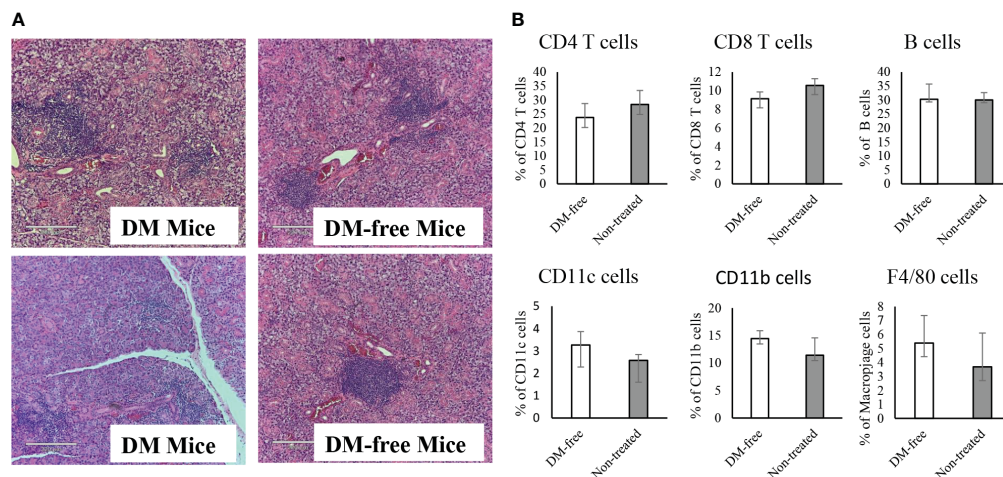 A
DM Mice
DM-free Mice
DM Mice
DM-free Mice
B
CD4 T cells
% of CD4 T cells
40
35
30
25
20
15
10
5
0
DM-free
Non-treated
CD8 T cells
% of CD8 T cells
12
10
8
6
4
2
0
DM-free
Non-treated
B cells
% of B cells
40
35
30
25
20
15
10
5
0
DM-free
Non-treated
CD11c cells
% of CD11c cells
5
4
3
2
1
0
DM-free
Non-treated
CD11b cells
% of CD11b cells
20
15
10
5
0
DM-free
Non-treated
F4/80 cells
% of Macropjage cells
8
7
6
5
4
3
2
1
0
DM-free
Non-treated